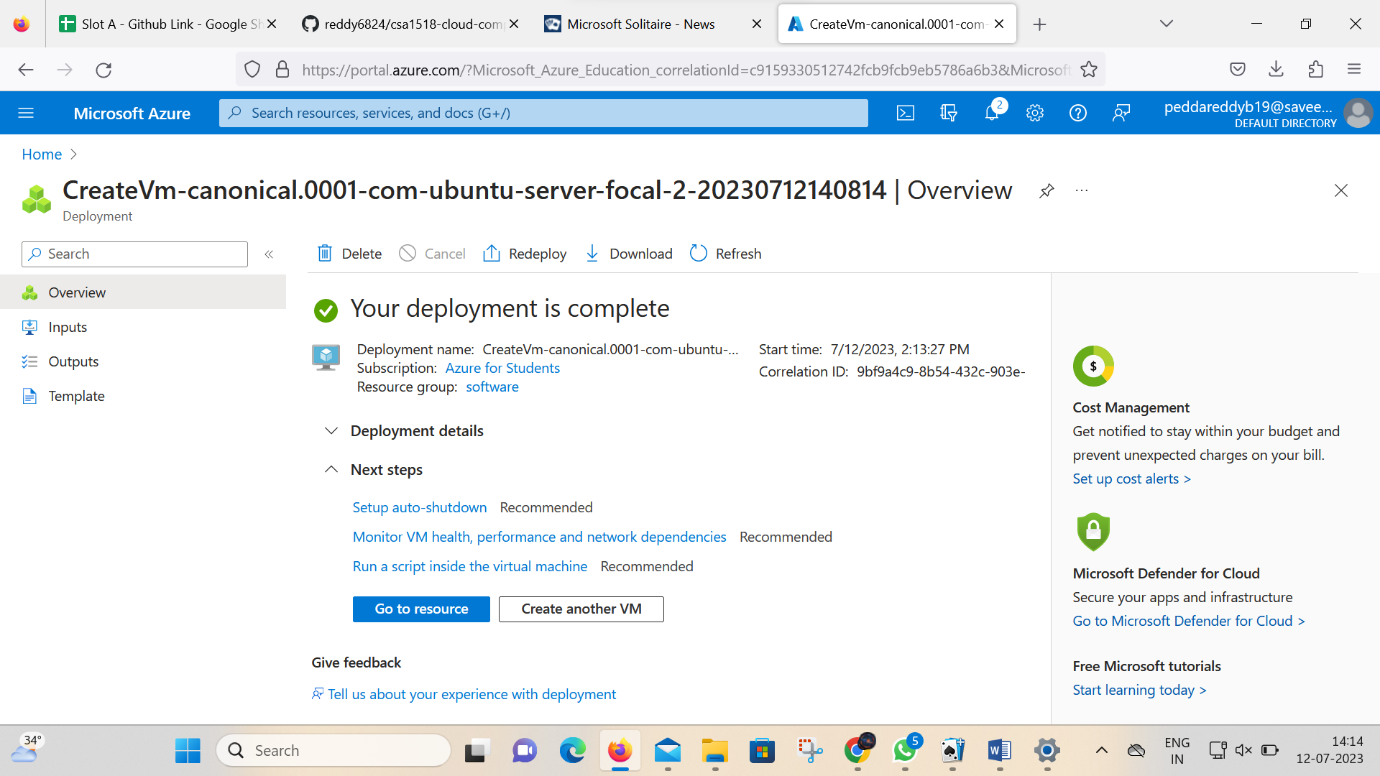 Slot A - Github Link - Google Sh
reddy6824/csa1518-cloud-com
Microsoft Solitaire - News
CreateVm-canonical.0001-com-
https://portal.azure.com/?Microsoft_Azure_Education_correlationId=c9159330512742fcb9fcb9eb5786a6b3&Microsoft
Microsoft Azure
Search resources, services, and docs (G+/)
2
peddareddyb19@savee...
DEFAULT DIRECTORY
Home >
CreateVm-canonical.0001-com-ubuntu-server-focal-2-20230712140814 | Overview
Deployment
Search
«
Delete
Cancel
Redeploy
Download
Refresh
Overview
Inputs
Outputs
Template
Your deployment is complete
Deployment name: CreateVm-canonical.0001-com-ubuntu-...
Subscription: Azure for Students
Resource group: software
Start time: 7/12/2023, 2:13:27 PM
Correlation ID: 9bf9a4c9-8b54-432c-903e-
Deployment details
Next steps
Setup auto-shutdown Recommended
Monitor VM health, performance and network dependencies Recommended
Run a script inside the virtual machine Recommended
Go to resource
Create another VM
Give feedback
Tell us about your experience with deployment
$
Cost Management
Get notified to stay within your budget and
prevent unexpected charges on your bill.
Set up cost alerts >
Microsoft Defender for Cloud
Secure your apps and infrastructure
Go to Microsoft Defender for Cloud >
Free Microsoft tutorials
Start learning today >
34°
Search
5
ENG
IN
14:14
12-07-2023